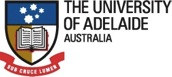 THE UNIVERSITY
OF ADELAIDE
AUSTRALIA
SUB CRUCE LUMEN